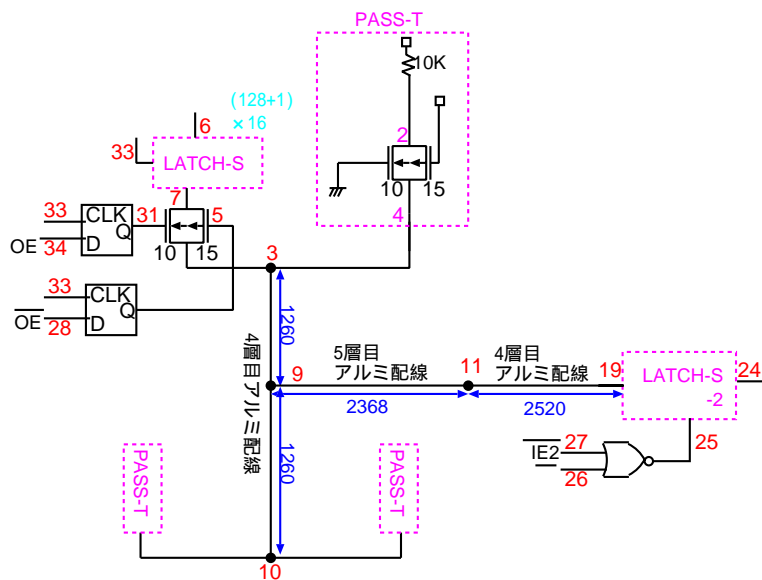 PASS-T
10K
2
10
15
4
(128+1)
×16
6
33
LATCH-S
7
33
CLK
31
5
OE
34
D
Q
10
15
33
CLK
Q
OE
28
D
3
1260
4層目アルミ配線
9
5層目
アルミ配線
11
4層目
アルミ配線
19
LATCH-S
-2
24
2368
2520
1260
25
IE2
27
26
PASS-T
PASS-T
10